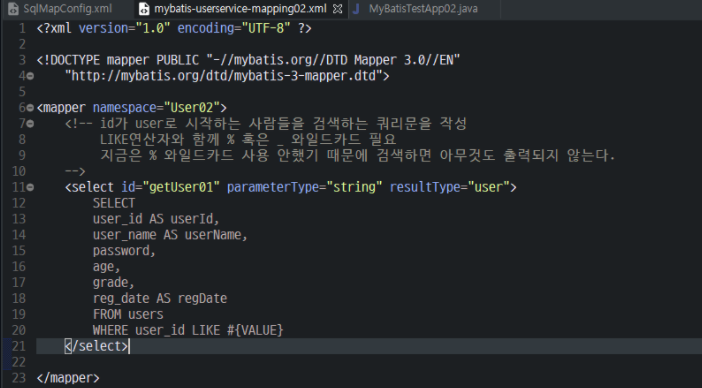 SqlMapConfig.xml mybatis-userservice-mapping02.xml MyBatisTestApp02.java
1 <?xml version="1.0" encoding="UTF-8" ?>
2
3 <!DOCTYPE mapper PUBLIC "-//mybatis.org//DTD Mapper 3.0//EN"
4 "http://mybatis.org/dtd/mybatis-3-mapper.dtd">
5
6 <mapper namespace="User02">
7 <!-- id가 user로 시작하는 사람들을 검색하는 쿼리문을 작성
8 LIKE연산자와 함께 % 혹은 _ 와일드카드 필요
9 지금은 % 와일드카드 사용 안했기 때문에 검색하면 아무것도 출력되지 않는다.
10 -->
11 <select id="getUser01" parameterType="string" resultType="user">
12 SELECT
13 user_id AS userId,
14 user_name AS userName,
15 password,
16 age,
17 grade,
18 reg_date AS regDate
19 FROM users
20 WHERE user_id LIKE #{VALUE}
21 </select>
22
23 </mapper>